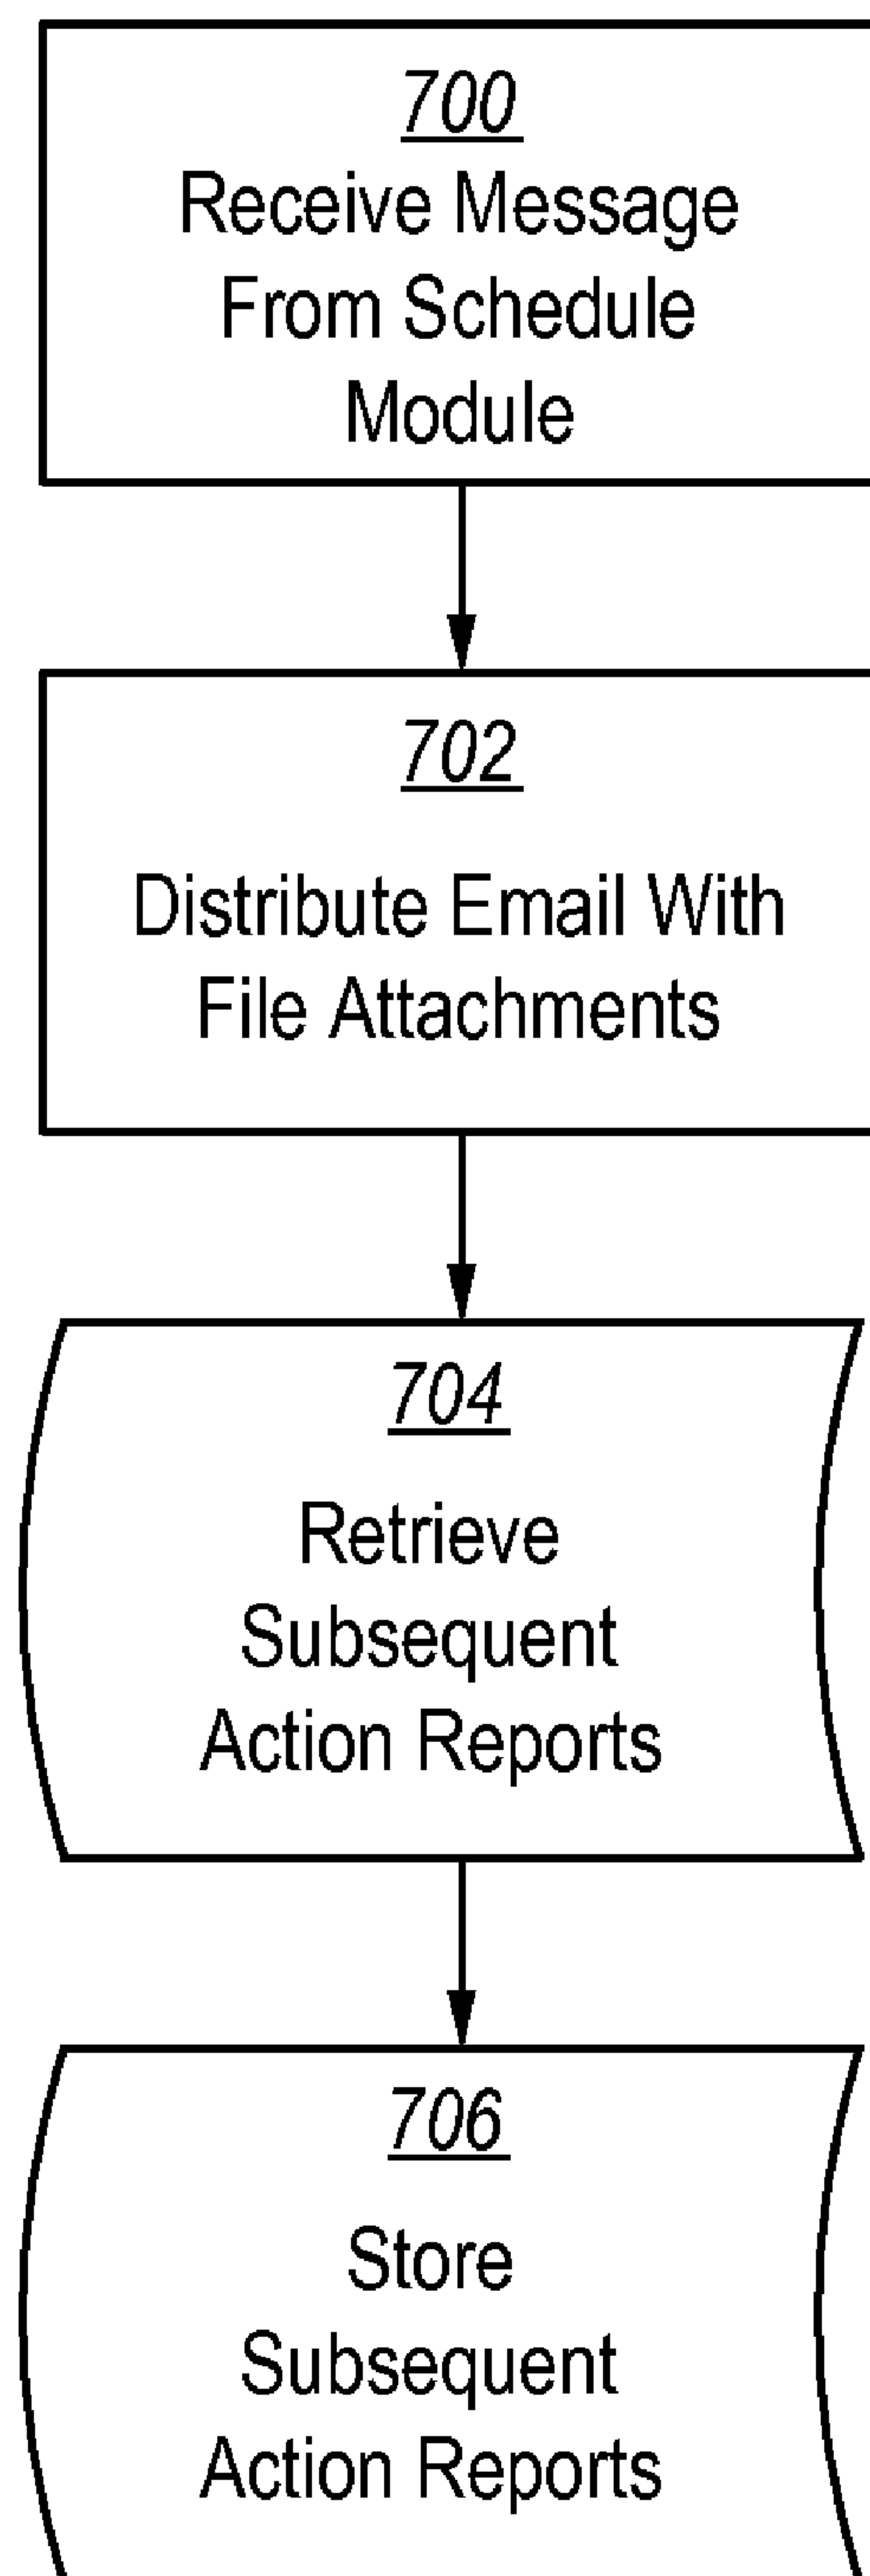 700
Receive Message
From Schedule
Module
702
Distribute Email With
File Attachments
704
Retrieve
Subsequent
Action Reports
706
Store
Subsequent
Action Reports